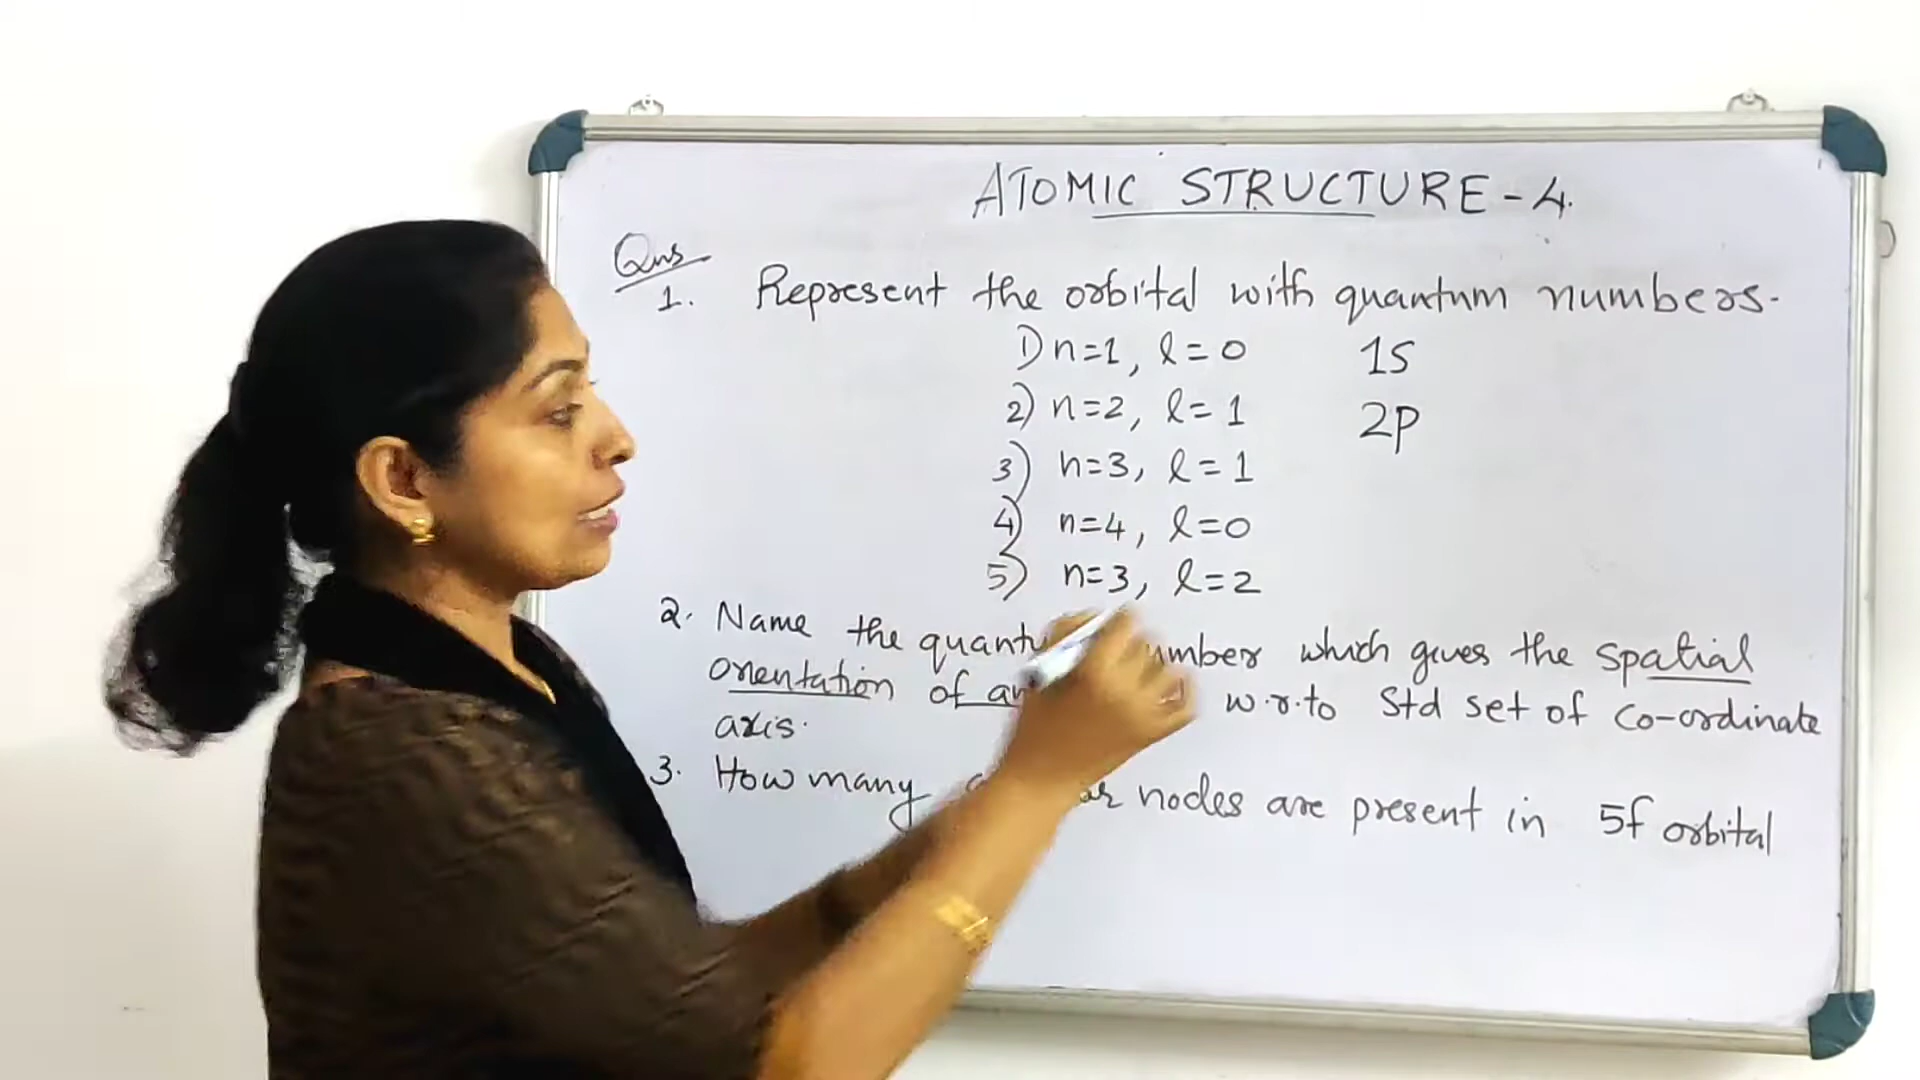 ATOMIC STRUCTURE-4.
Qns
1. Represent the orbital with quantum numbers.
1) n=1, l=0 1s
2) n=2, l=1 2p
3) n=3, l=1
4) n=4, l=0
5) n=3, l=2
2. Name the which gives the spatial
orientation of w.r.to Std set of co-ordinate
axis.
3. How many nodes are present in 5f orbital